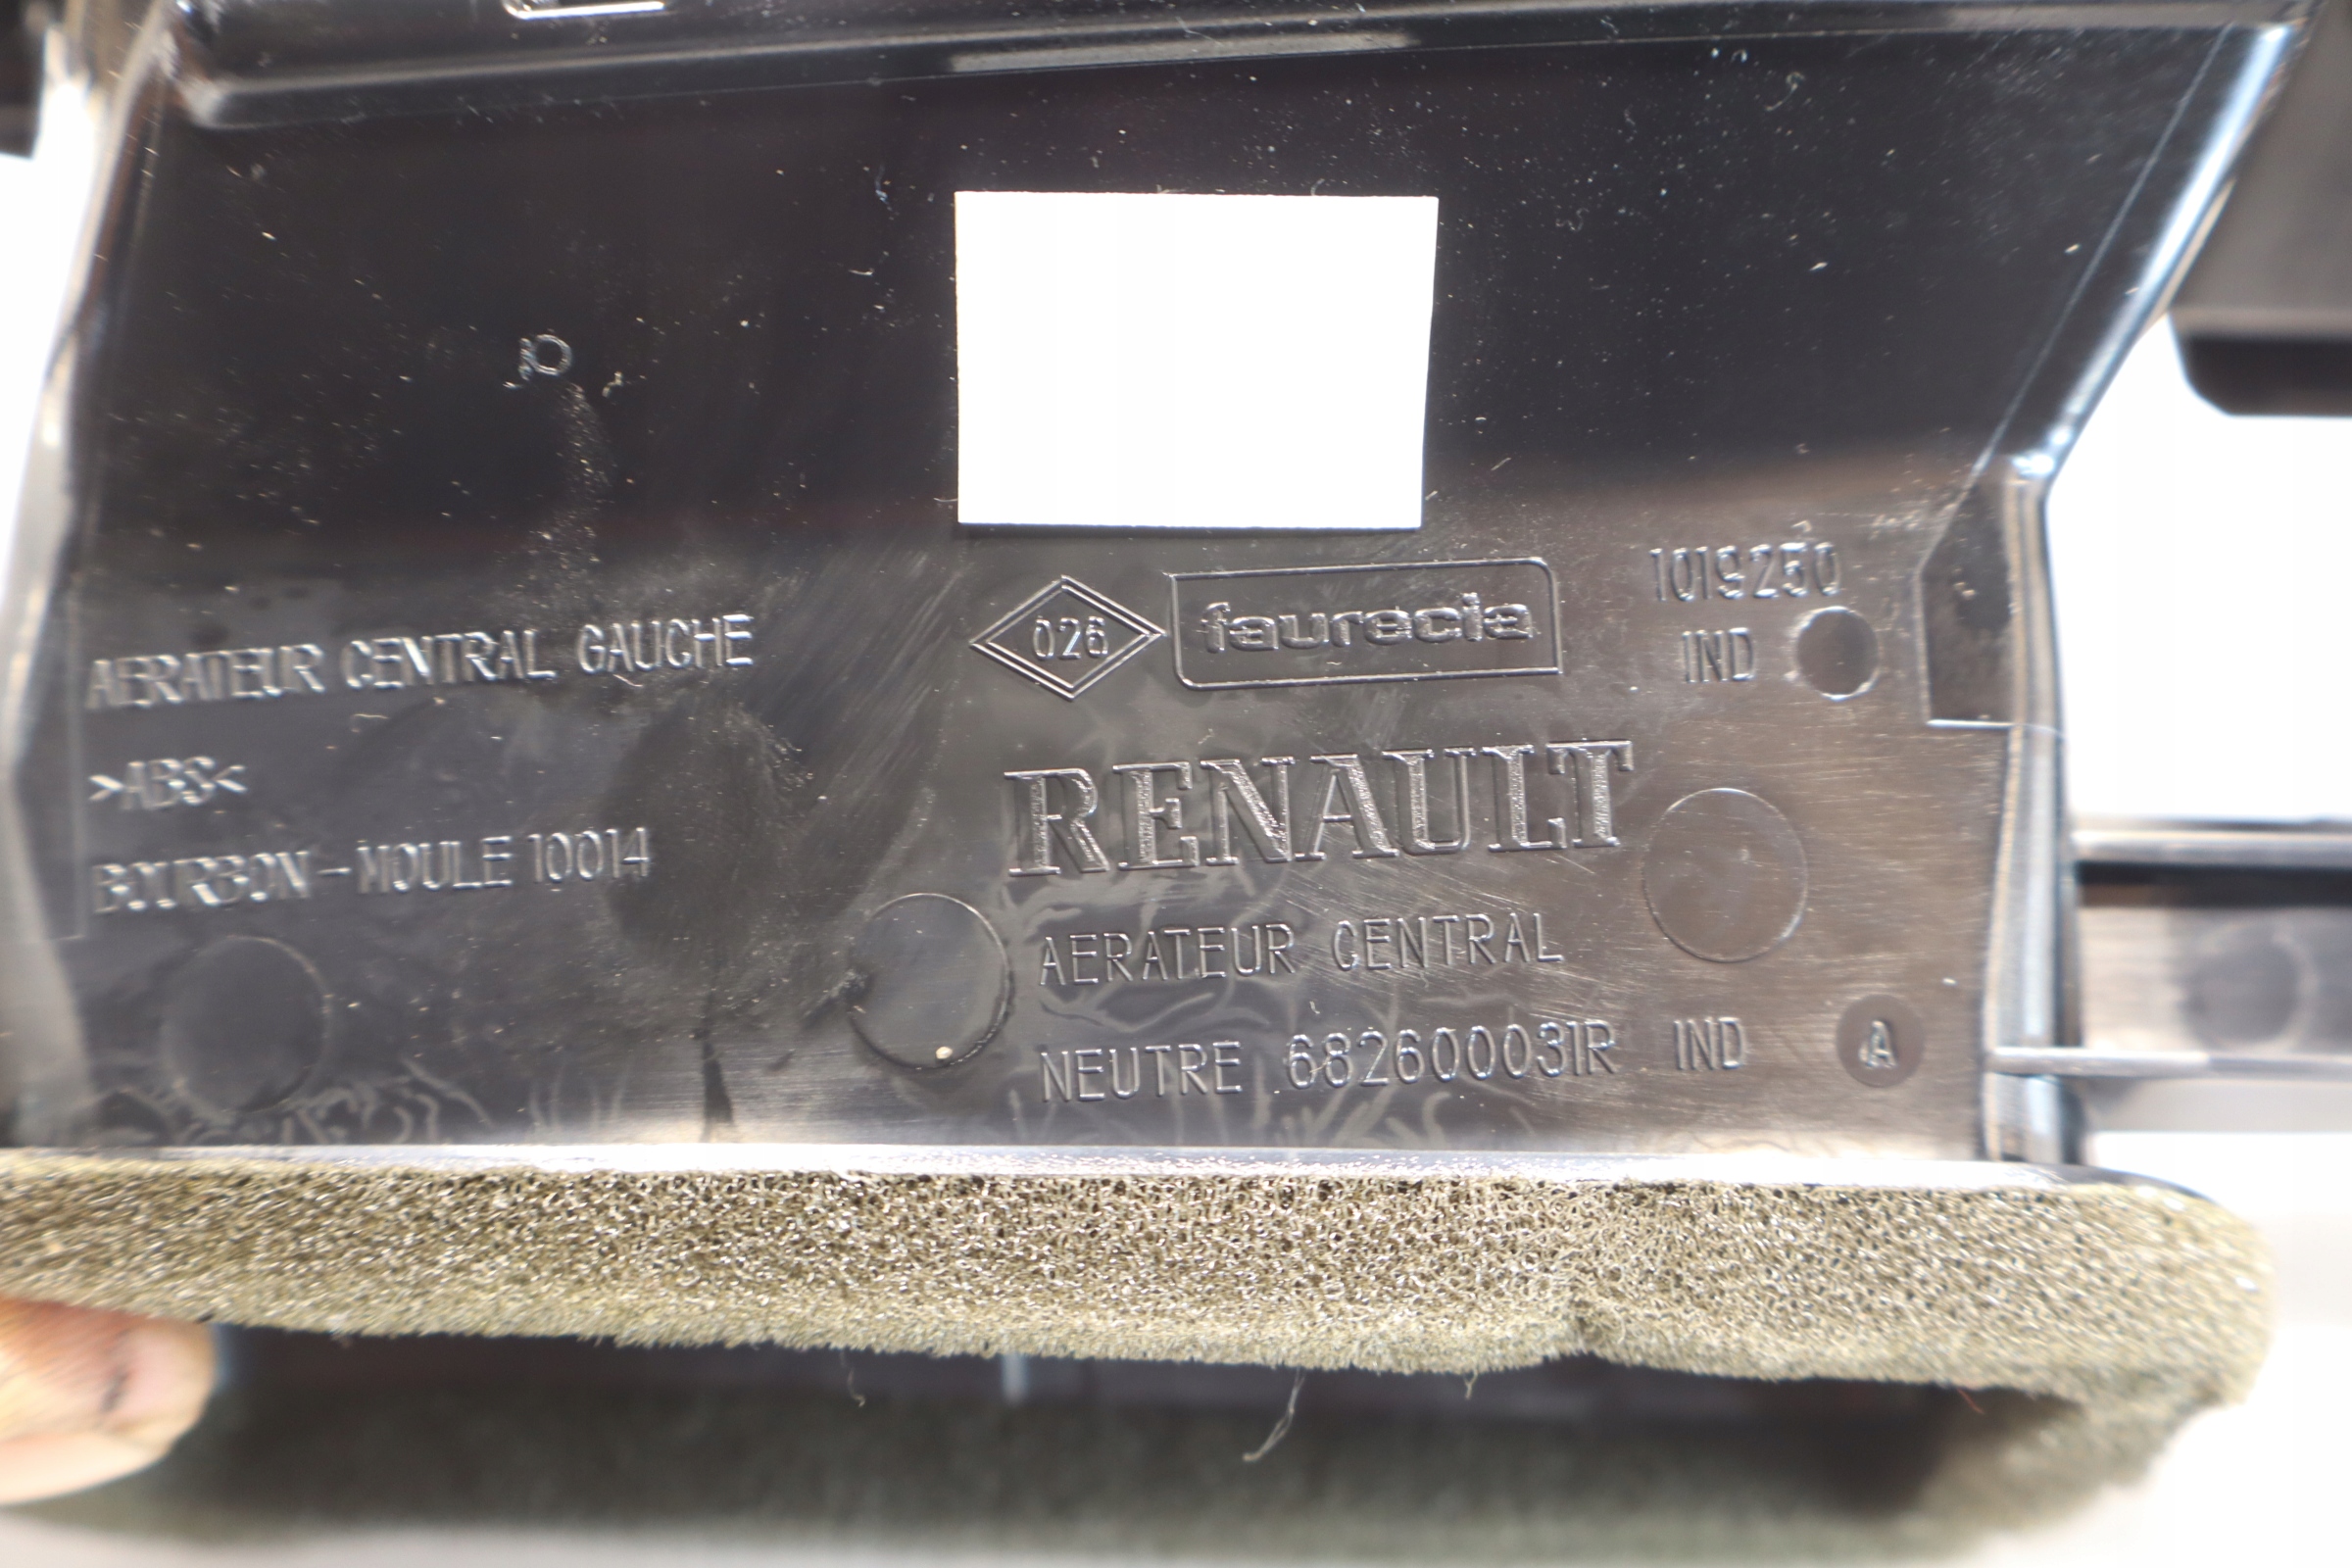 AERATEUR CENTRAL GAUCHE
>ABS<
BOURBON - MOULE 10014
026
faurecia
1019250
IND
RENAULT
AERATEUR CENTRAL
NEUTRE 682600031R IND A